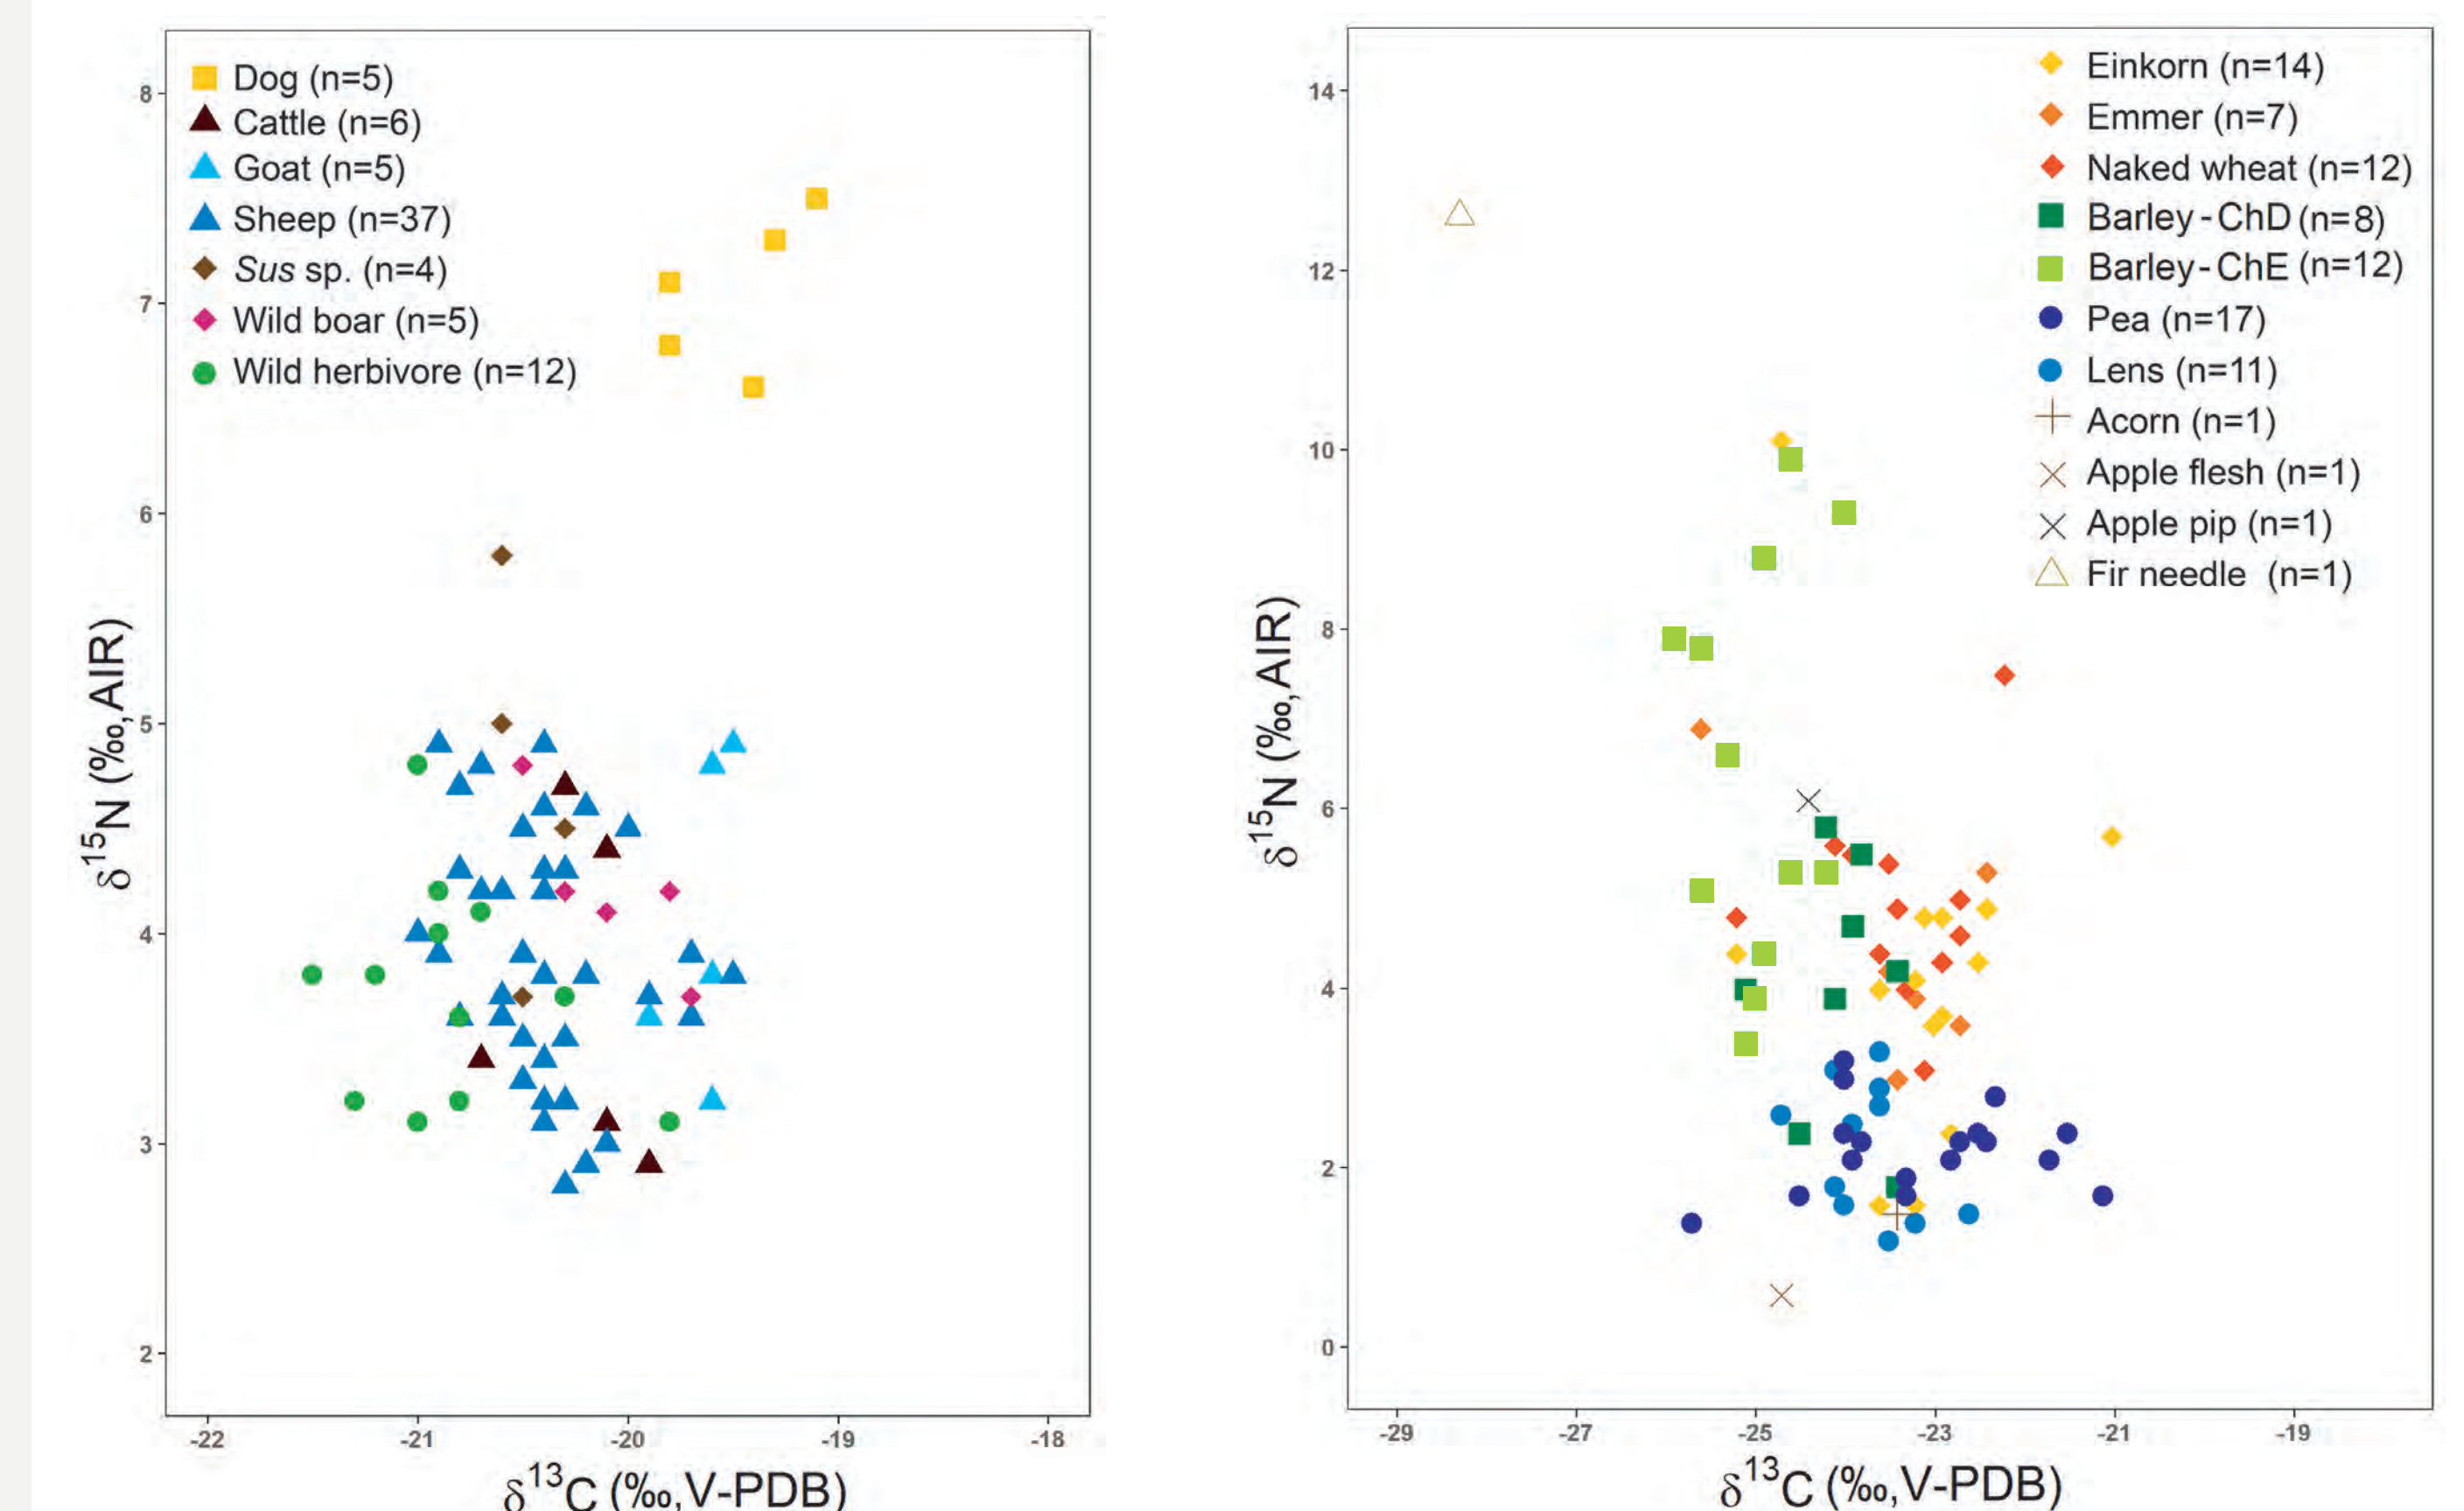 Dog (n=5)
Cattle (n=6)
Goat (n=5)
Sheep (n=37)
Sus sp. (n=4)
Wild boar (n=5)
Wild herbivore (n=12)
8
7
6
5
4
3
2
δ15N (‰,AIR)
-22 -21 -20 -19 -18
δ13C (‰,V-PDB)
Einkorn (n=14)
Emmer (n=7)
Naked wheat (n=12)
Barley-ChD (n=8)
Barley-ChE (n=12)
Pea (n=17)
Lens (n=11)
Acorn (n=1)
Apple flesh (n=1)
Apple pip (n=1)
Fir needle (n=1)
14
12
10
8
6
4
2
0
δ15N (‰,AIR)
-29 -27 -25 -23 -21 -19
δ13C (‰,V-PDB)